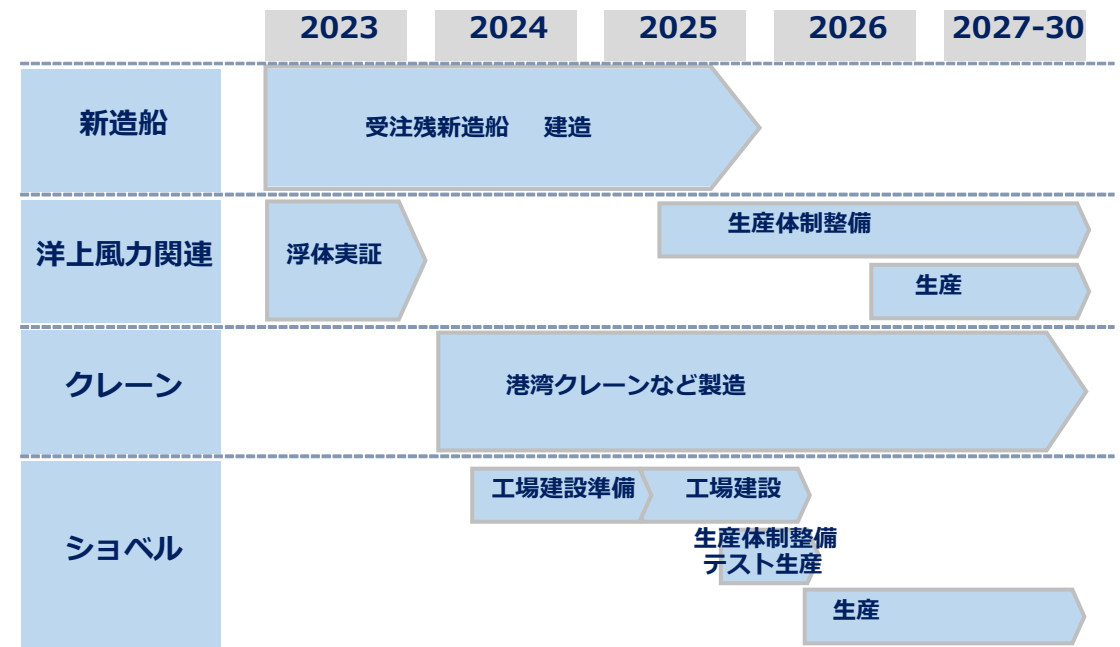 2023 2024 2025 2026 2027-30
新造船
受注残新造船 建造
洋上風力関連
浮体実証
生産体制整備
生産
クレーン
港湾クレーンなど製造
ショベル
工場建設準備
工場建設
生産体制整備
テスト生産
生産